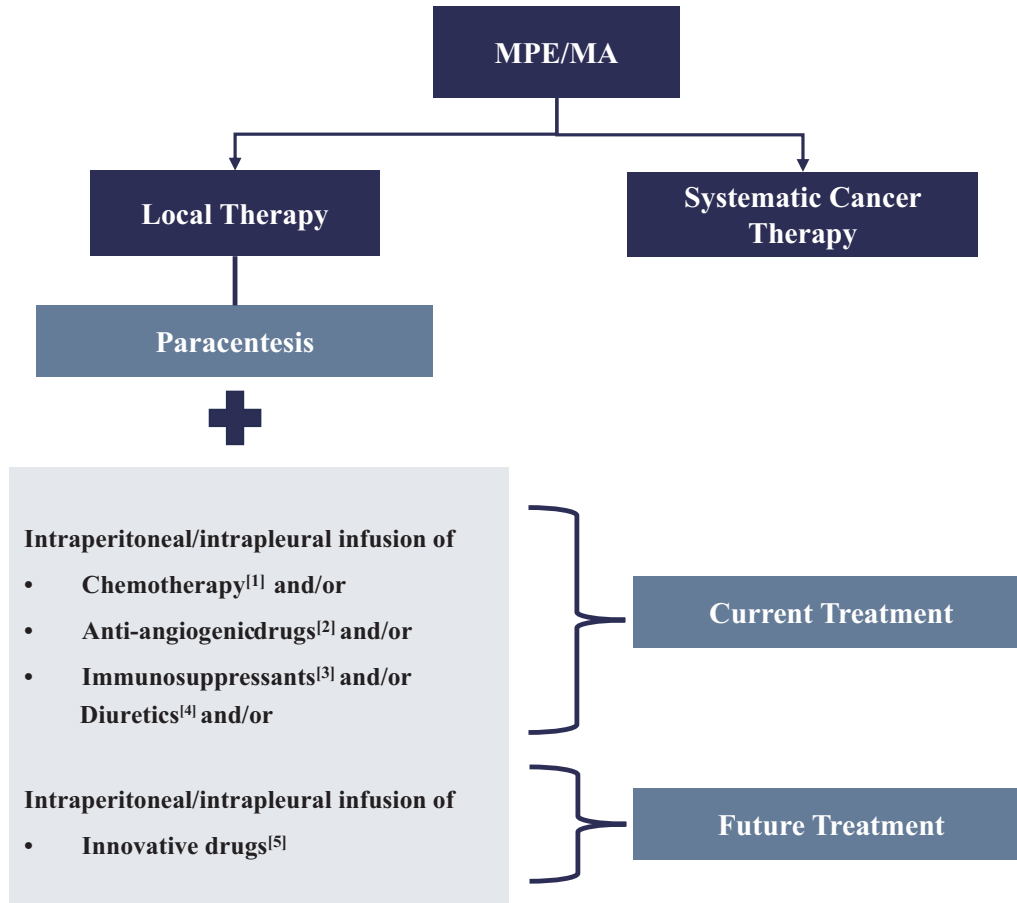 MPE/MA
Local Therapy
Systematic Cancer
Therapy
Paracentesis
Intraperitoneal/intrapleural infusion of
• Chemotherapy[1] and/or
• Anti-angiogenicdrugs[2] and/or
• Immunosuppressants[3] and/or
Diuretics[4] and/or
Current Treatment
Intraperitoneal/intrapleural infusion of
• Innovative drugs[5]
Future Treatment